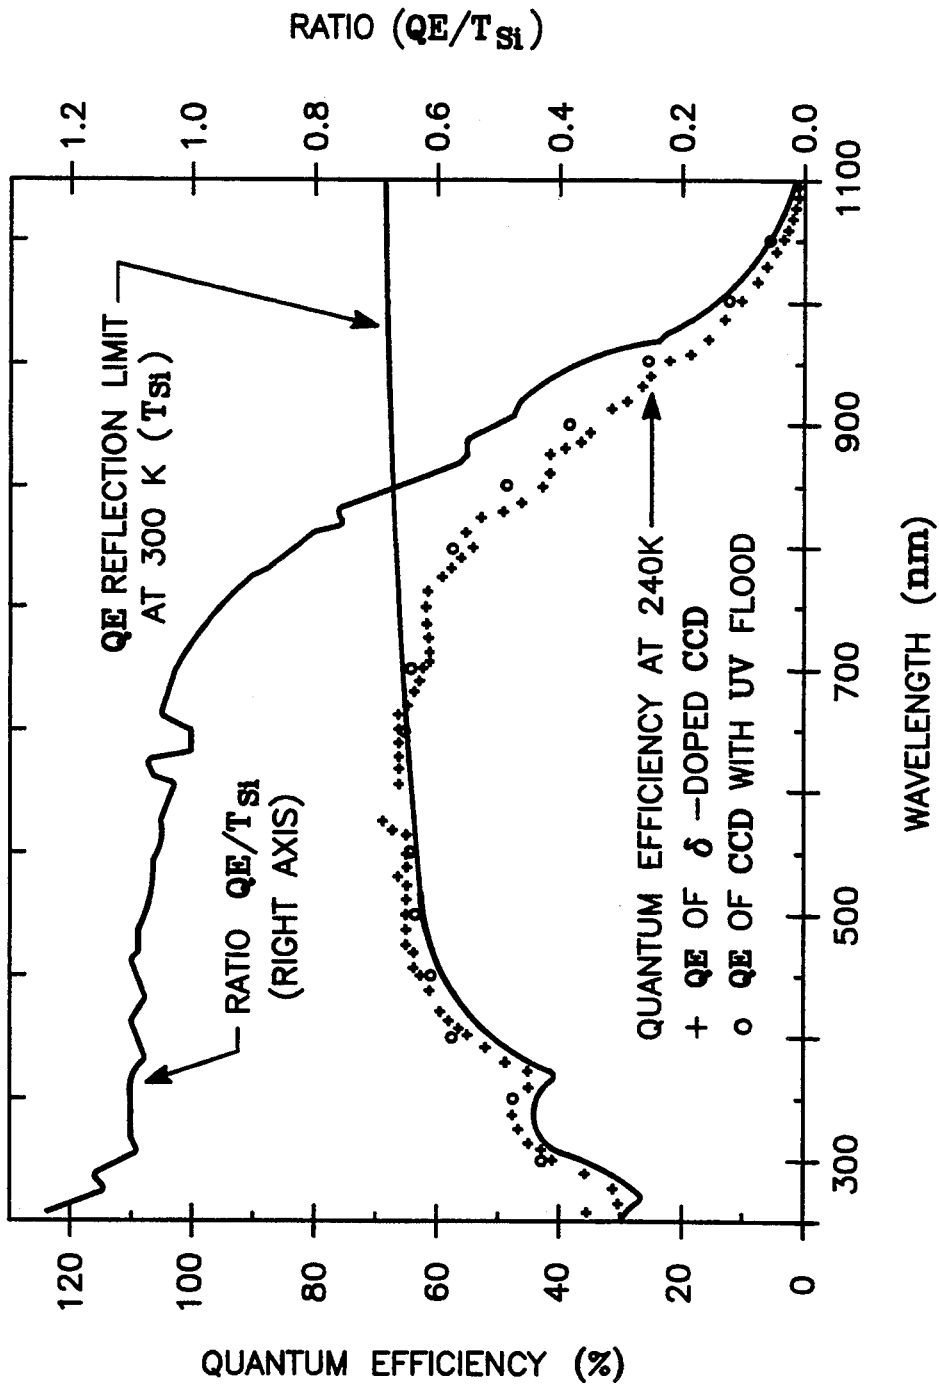 RATIO (QE/TSi)
1.2
1.0
0.8
0.6
0.4
0.2
0.0
QE REFLECTION LIMIT
AT 300 K (TSi)
RATIO QE/TSi
(RIGHT AXIS)
QUANTUM EFFICIENCY AT 240K
+ QE OF δ -DOPED CCD
o QE OF CCD WITH UV FLOOD
120
100
80
60
40
20
0
QUANTUM EFFICIENCY (%)
300
500
700
900
1100
WAVELENGTH (nm)